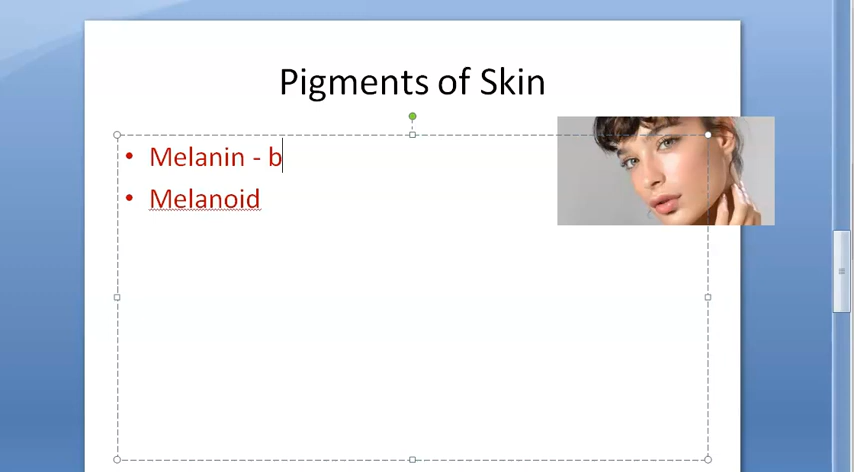 Pigments of Skin
• Melanin - b
• Melanoid